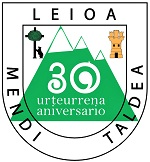 LEIOA
30
urteurrena
aniversario
MENDI
TALDEA